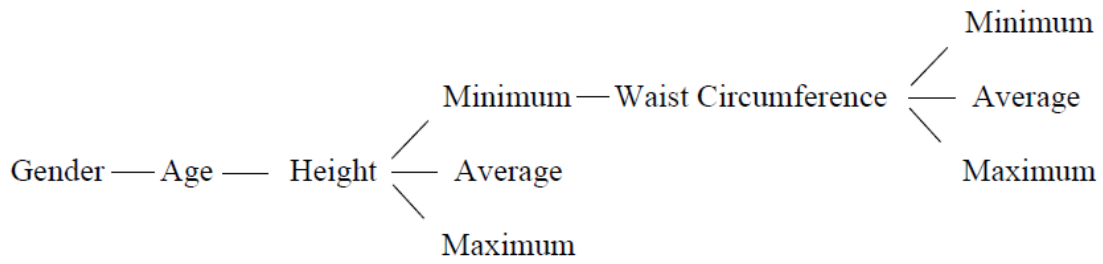 Minimum
Minimum Waist Circumference Average
Gender Age Height Average Maximum
Maximum